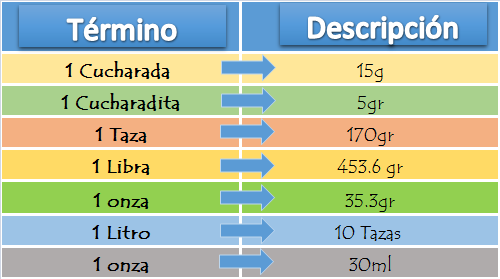 Término Descripción
1 Cucharada 15g
1 Cucharadita 5gr
1 Taza 170gr
1 Libra 453.6 gr
1 onza 35.3gr
1 Litro 10 Tazas
1 onza 30ml